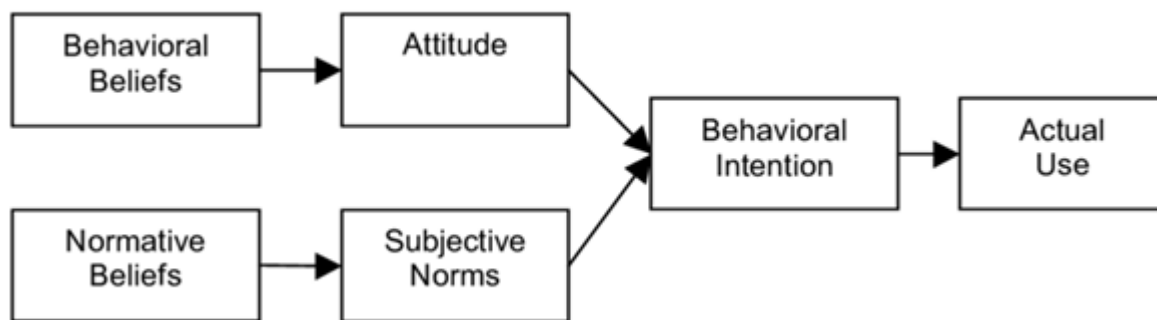 Behavioral
Beliefs
Attitude
Behavioral
Intention
Actual
Use
Normative
Beliefs
Subjective
Norms